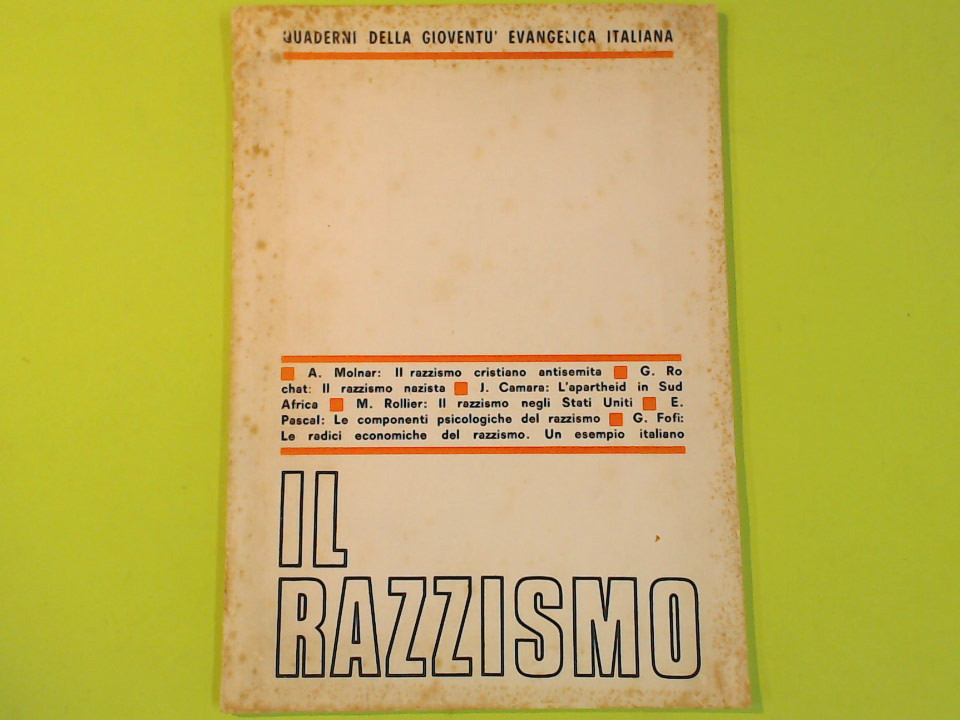 QUADERNI DELLA GIOVENTU' EVANGELICA ITALIANA
A. Molnar: Il razzismo cristiano antisemita G. Ro
chat: Il razzismo nazista J. Camara: L'apartheid in Sud
Africa M. Rollier: Il razzismo negli Stati Uniti E.
Pascal: Le componenti psicologiche del razzismo G. Fofi:
Le radici economiche del razzismo. Un esempio italiano
IL
RAZZISMO